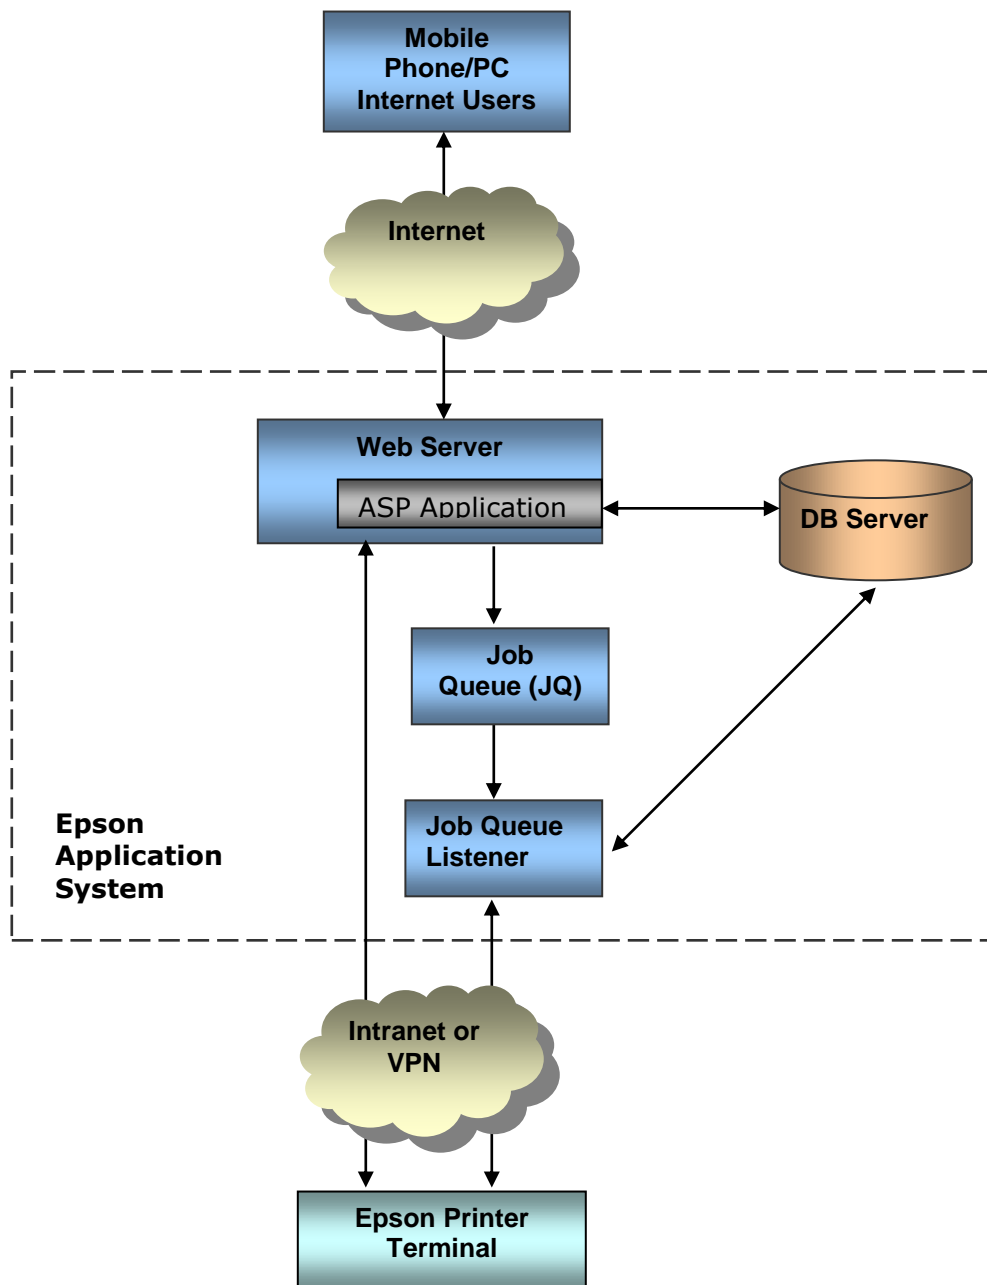 Mobile
Phone/PC
Internet Users
Internet
Web Server
ASP Application
DB Server
Job
Queue (JQ)
Job Queue
Listener
Epson
Application
System
Intranet or
VPN
Epson Printer
Terminal